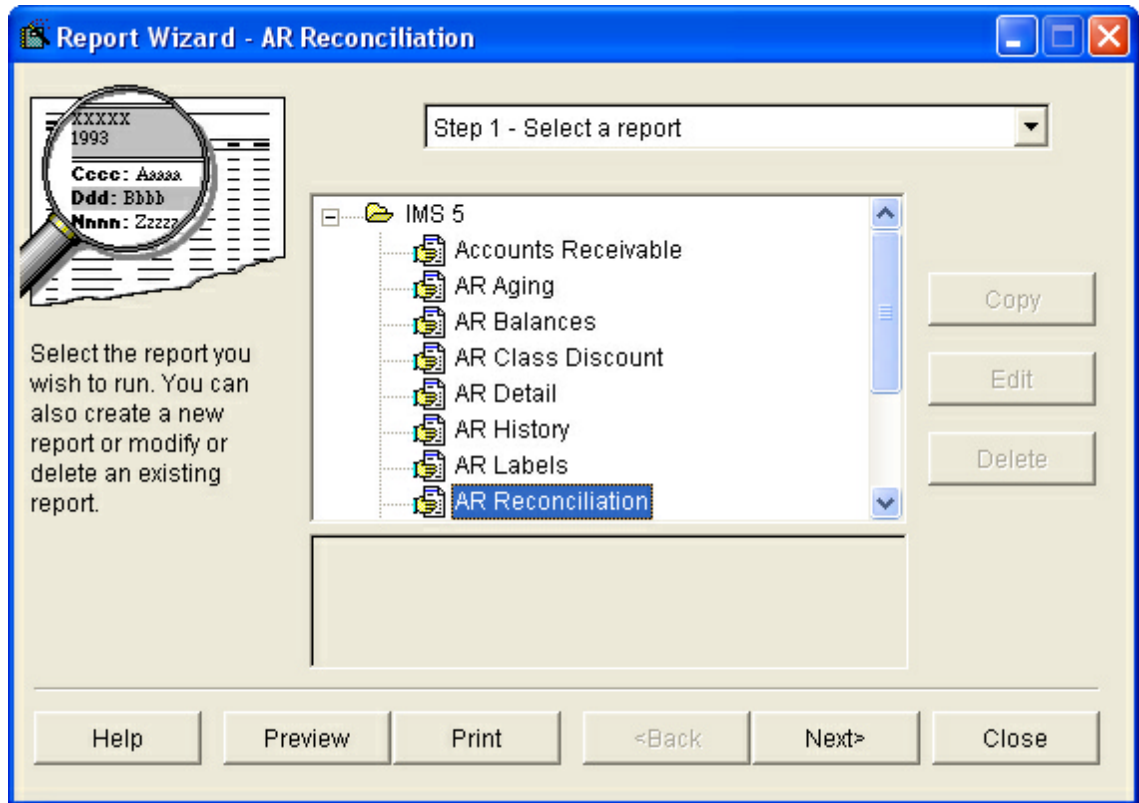 Report Wizard - AR Reconciliation
XXXXX
1993
Cccc: Aaaaa
Ddd: Bbbb
Nnnn: Zzzzz
Select the report you
wish to run. You can
also create a new
report or modify or
delete an existing
report.
Step 1 - Select a report
IMS 5
Accounts Receivable
AR Aging
AR Balances
AR Class Discount
AR Detail
AR History
AR Labels
AR Reconciliation
Copy
Edit
Delete
Help
Preview
Print
<Back
Next>
Close